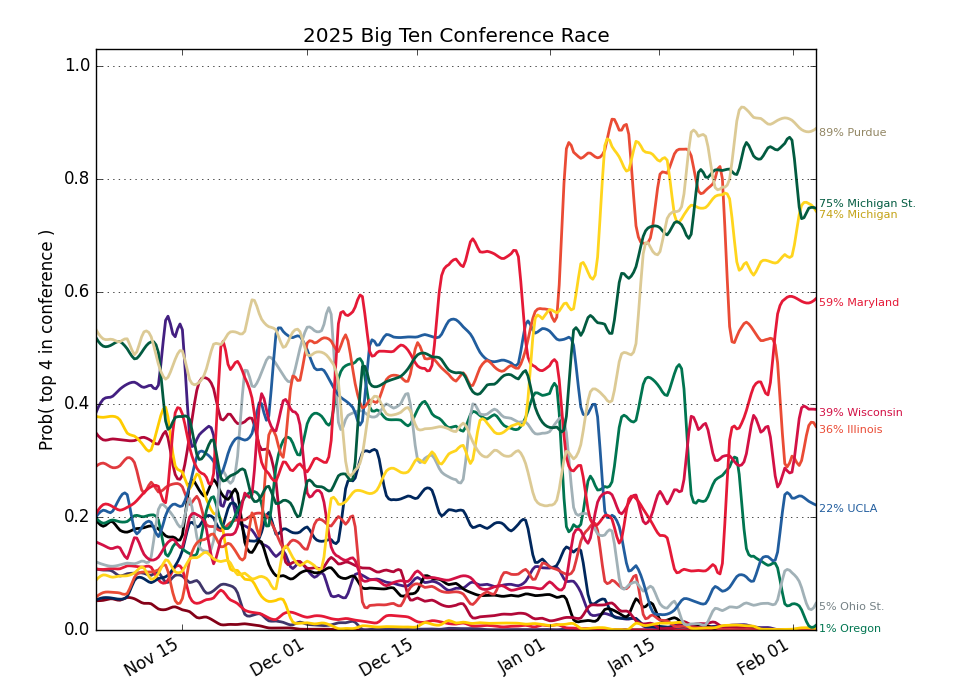 2025 Big Ten Conference Race
Prob( top 4 in conference )
1.0
0.8
0.6
0.4
0.2
0.0
Nov 15
Dec 01
Dec 15
Jan 01
Jan 15
Feb 01
89% Purdue
75% Michigan St.
74% Michigan
59% Maryland
39% Wisconsin
36% Illinois
22% UCLA
5% Ohio St.
1% Oregon